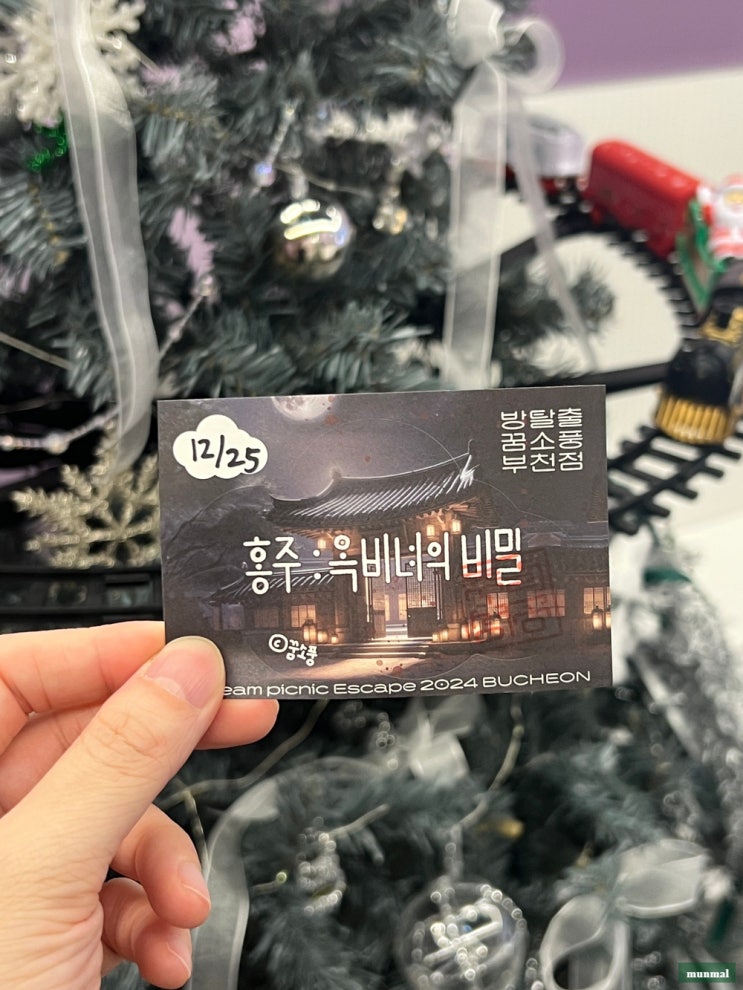 12/25
방탈출
꿈소풍
부천점
홍주:옥비녀의 비밀
©꿈소풍
eam picnic Escape 2024 BUCHEON
munmal